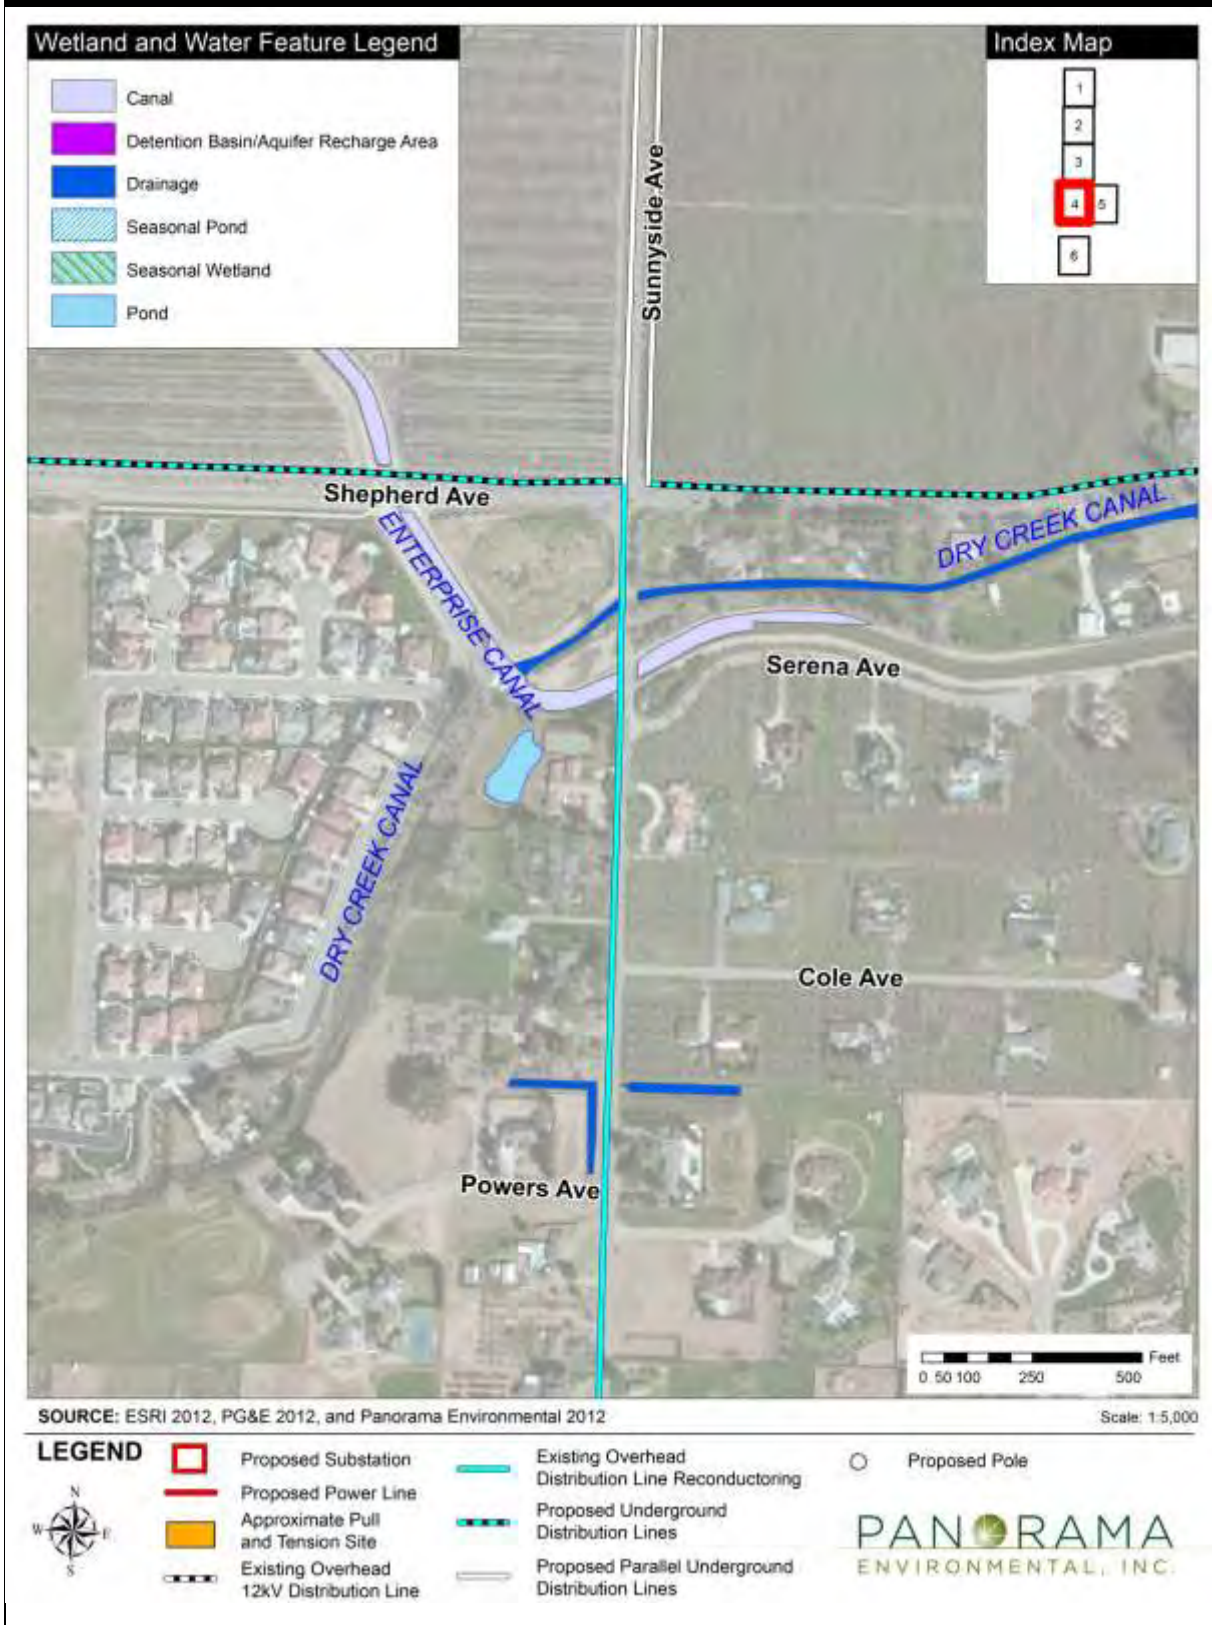 Wetland and Water Feature Legend
Canal
Detention Basin/Aquifer Recharge Area
Drainage
Seasonal Pond
Seasonal Wetland
Pond
Index Map
1
2
3
4 5
6
Sunnyside Ave
Shepherd Ave
ENTERPRISE CANAL
DRY CREEK CANAL
Serena Ave
DRY CREEK CANAL
Cole Ave
Powers Ave
Feet
0 50 100 250 500
SOURCE: ESRI 2012, PG&E 2012, and Panorama Environmental 2012
Scale: 1:5,000
LEGEND
N
W E
S
Proposed Substation
Proposed Power Line
Approximate Pull
and Tension Site
Existing Overhead
12kV Distribution Line
Existing Overhead
Distribution Line Reconductoring
Proposed Underground
Distribution Lines
Proposed Parallel Underground
Distribution Lines
Proposed Pole
PANORAMA
ENVIRONMENTAL, INC.